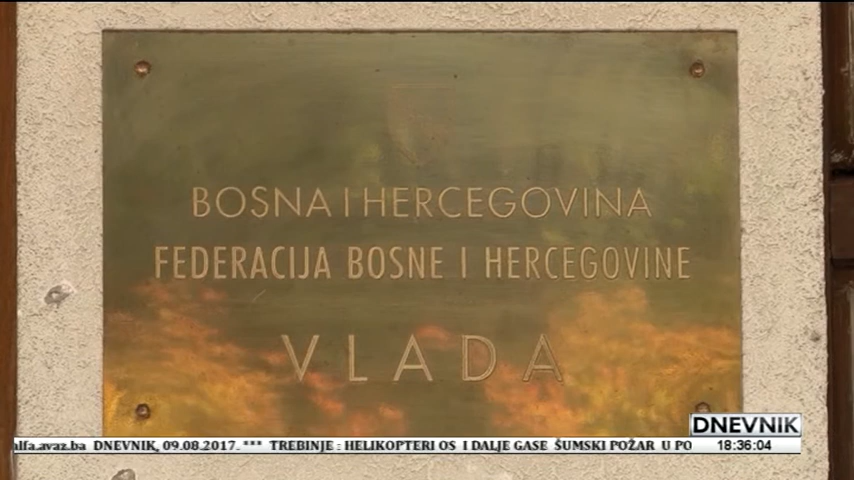 BOSNA I HERCEGOVINA
FEDERACIJA BOSNE I HERCEGOVINE
VLADA
DNEVNIK
alfa.avaz.ba DNEVNIK, 09.08.2017. *** TREBINJE : HELIKOPTERI OS I DALJE GASE ŠUMSKI POŽAR U PO
18:36:04